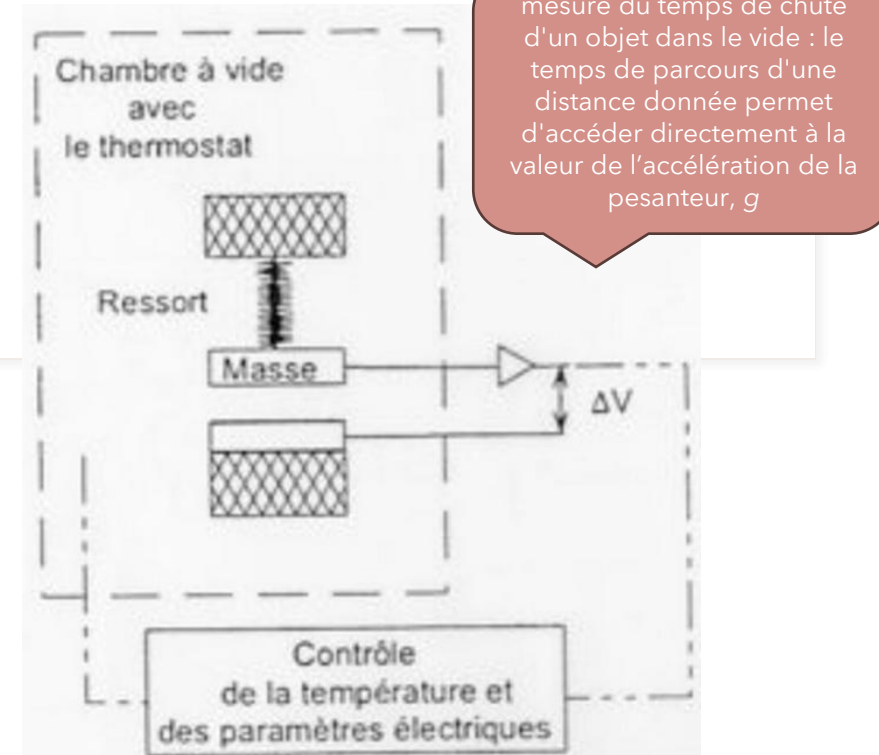 mesure du temps de chute
d'un objet dans le vide : le
temps de parcours d'une
distance donnée permet
d'accéder directement à la
valeur de l’accélération de la
pesanteur, g
Chambre à vide
avec
le thermostat
Ressort
Masse
ΔV
Contrôle
de la température et
des paramètres électriques